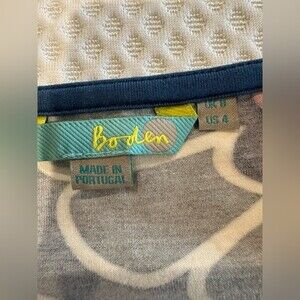 Boden
UK 8
US 4
MADE IN
PORTUGAL